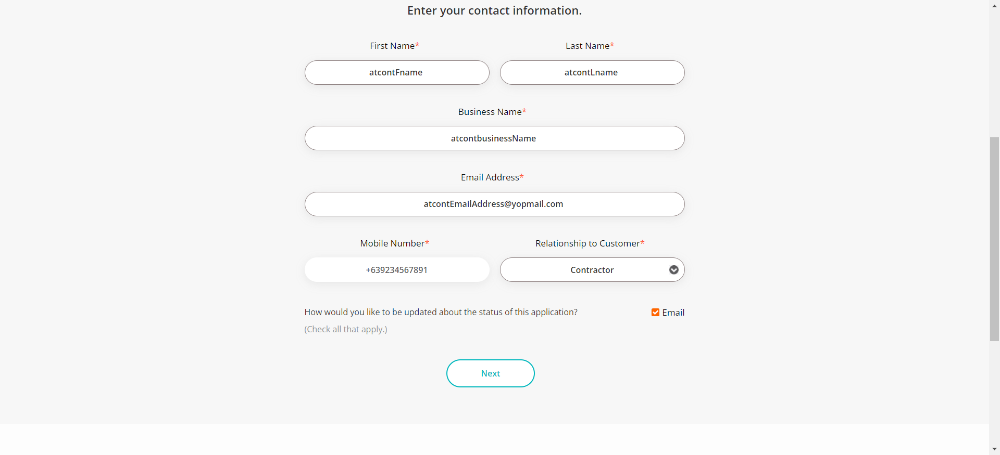 Enter your contact information.
First Name* Last Name*
atcontFname atcontLname
Business Name*
atcontbusinessName
Email Address*
atcontEmailAddress@yopmail.com
Mobile Number* Relationship to Customer*
+639234567891 Contractor
How would you like to be updated about the status of this application? Email
(Check all that apply.)
Next